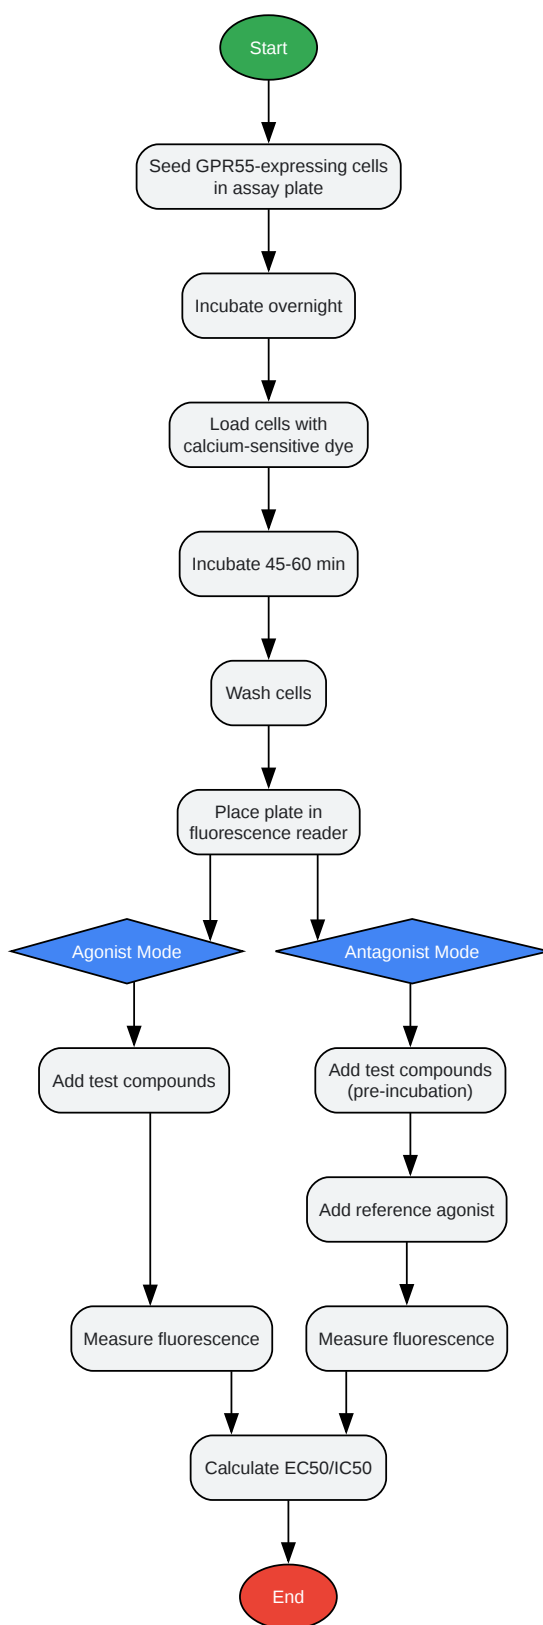 Start
Seed GPR55-expressing cells
in assay plate
Incubate overnight
Load cells with
calcium-sensitive dye
Incubate 45-60 min
Wash cells
Place plate in
fluorescence reader
Agonist Mode
Antagonist Mode
Add test compounds
Add test compounds
(pre-incubation)
Add reference agonist
Measure fluorescence
Measure fluorescence
Calculate EC50/IC50
End